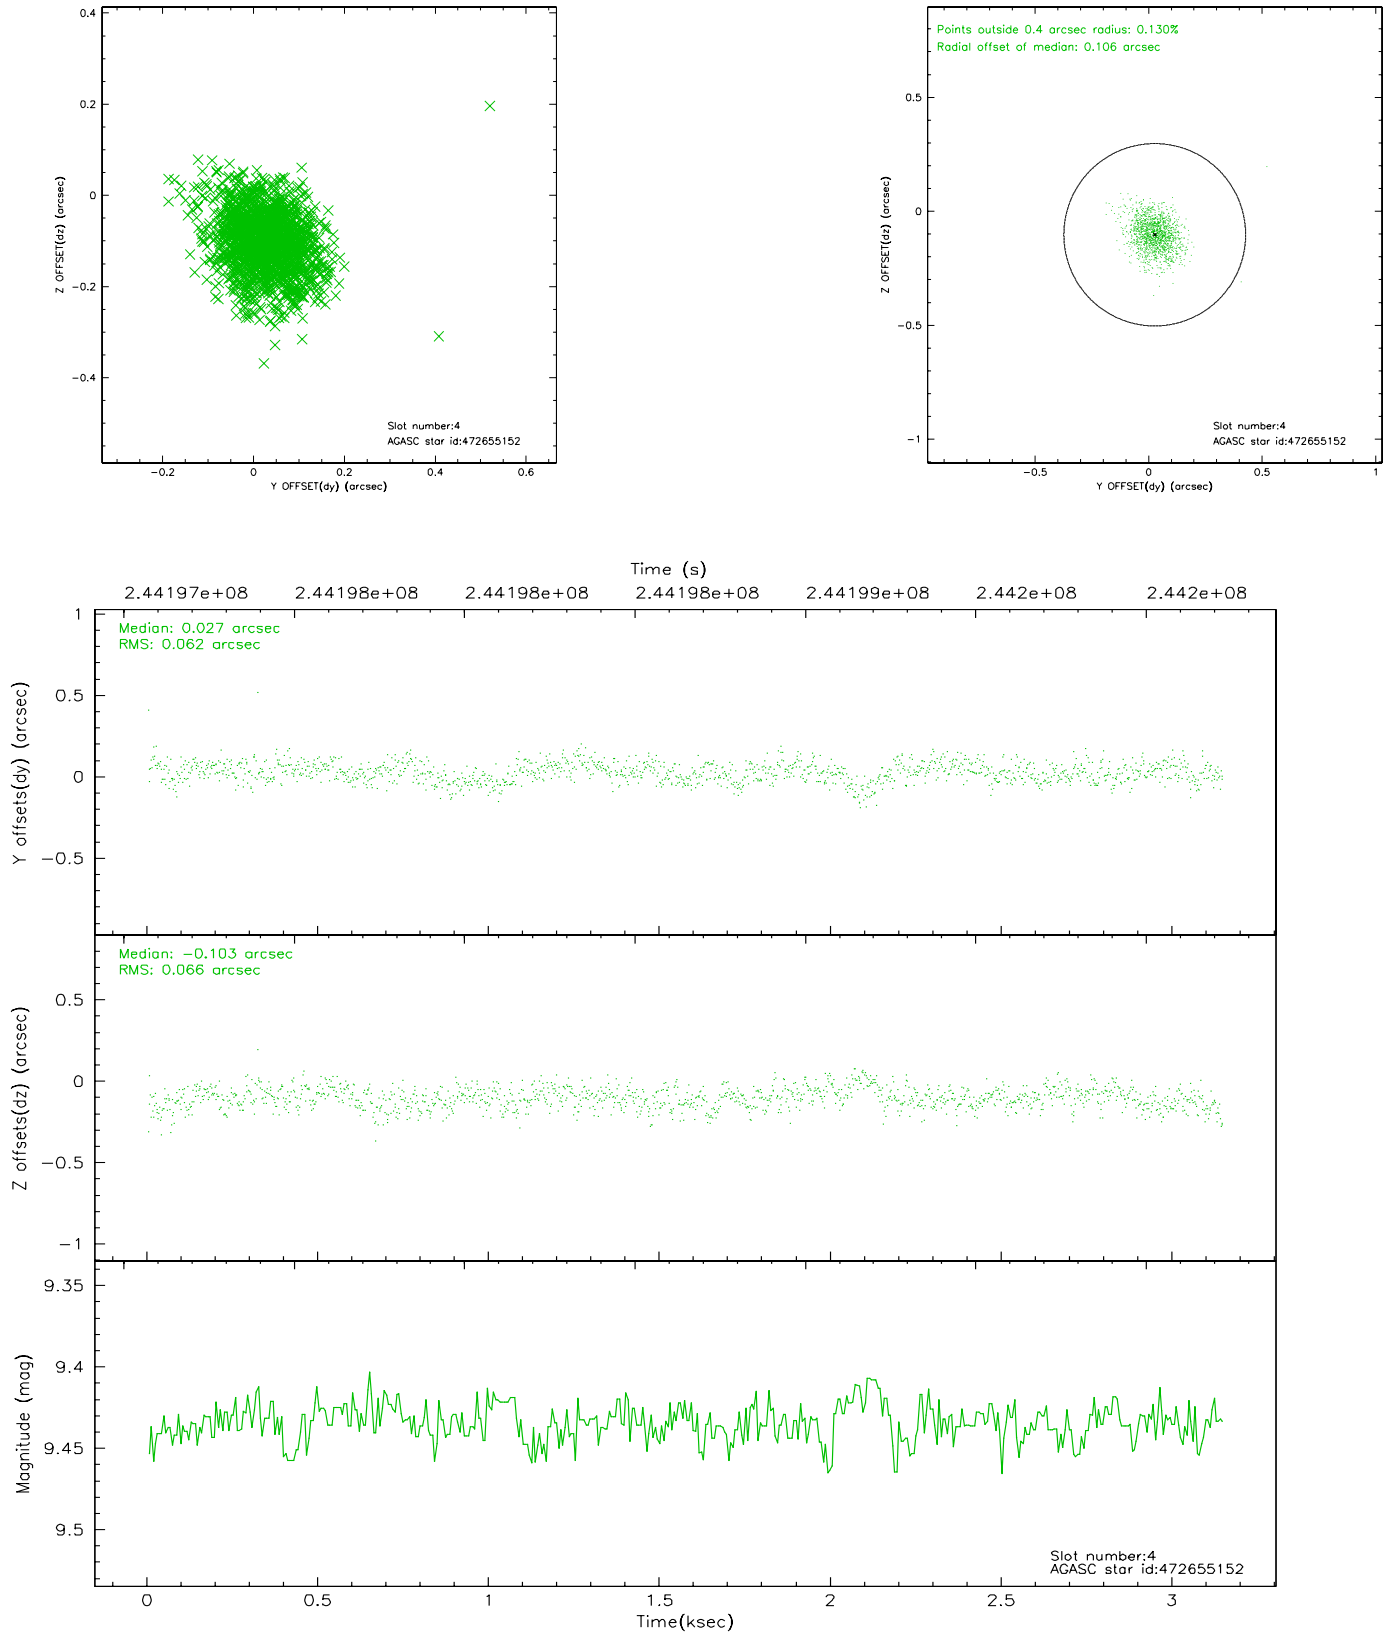 0.4
0.2
0
-0.2
-0.4
Z OFFSET(dz) (arcsec)
Slot number:4
AGASC star id:472655152
-0.2 0 0.2 0.4 0.6
Y OFFSET(dy) (arcsec)
Points outside 0.4 arcsec radius: 0.130%
Radial offset of median: 0.106 arcsec
0.5
0
-0.5
-1
Z OFFSET(dz) (arcsec)
Slot number:4
AGASC star id:472655152
-0.5 0 0.5 1
Y OFFSET(dy) (arcsec)
Time (s)
2.44197e+08 2.44198e+08 2.44198e+08 2.44198e+08 2.44199e+08 2.442e+08 2.442e+08
Median: 0.027 arcsec
RMS: 0.062 arcsec
1
0.5
0
-0.5
Y offsets(dy) (arcsec)
Median: -0.103 arcsec
RMS: 0.066 arcsec
0.5
0
-0.5
-1
Z offsets(dz) (arcsec)
9.35
9.4
9.45
9.5
Magnitude (mag)
Slot number:4
AGASC star id:472655152
0 0.5 1 1.5 2 2.5 3
Time(ksec)